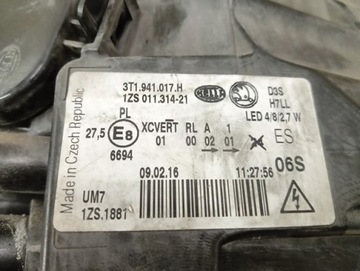 3T1.941.017.H
1ZS 011.314-21
HELLA
D3S
H7LL
LED 4/8/2,7 W
PL
27,5 E8
6694
XCVERT RL A 1
01 00 02 01
ES
06S
Made in Czech Republic
09.02.16 11:27:56
UM7
1ZS.1881